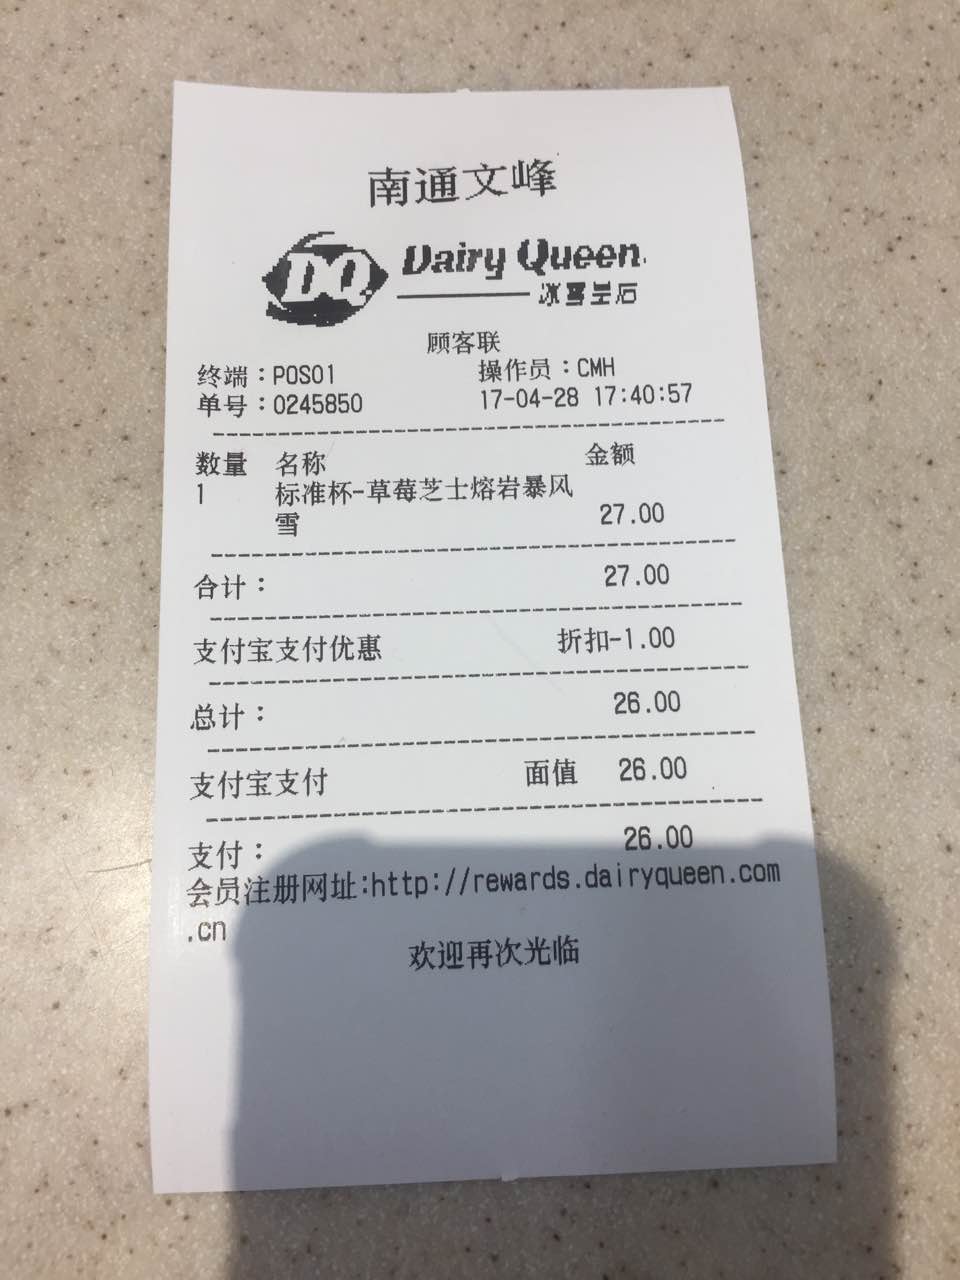 南通文峰
DQ Dairy Queen
冰雪皇后
顾客联
终端：POS01 操作员：CMH
单号：0245850 17-04-28 17:40:57
数量 名称 金额
1 标准杯-草莓芝士熔岩暴风
雪 27.00
合计： 27.00
支付宝支付优惠 折扣-1.00
总计： 26.00
支付宝支付 面值 26.00
支付： 26.00
会员注册网址:http://rewards.dairyqueen.com
.cn
欢迎再次光临